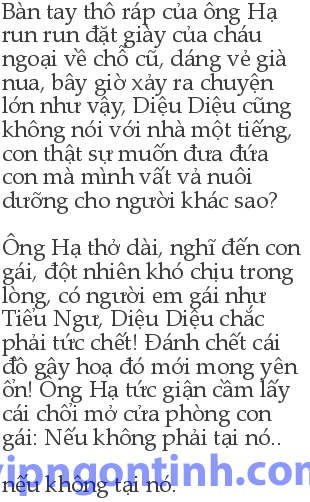 Bàn tay thô ráp của ông Hạ
run run đặt giày của cháu
ngoại về chỗ cũ, dáng vẻ già
nua, bây giờ xảy ra chuyện
lớn như vậy, Diệu Diệu cũng
không nói với nhà một tiếng,
con thật sự muốn đưa đứa
con mà mình vất vả nuôi
dưỡng cho người khác sao?
Ông Hạ thở dài, nghĩ đến con
gái, đột nhiên khó chịu trong
lòng, có người em gái như
Tiểu Ngư, Diệu Diệu chắc
phải tức chết! Đánh chết cái
đồ gây hoạ đó mới mong yên
ổn! Ông Hạ tức giận cầm lấy
cái chổi mở cửa phòng con
gái: Nếu không phải tại nó..
vipngontinh.com
nếu không tại nó.